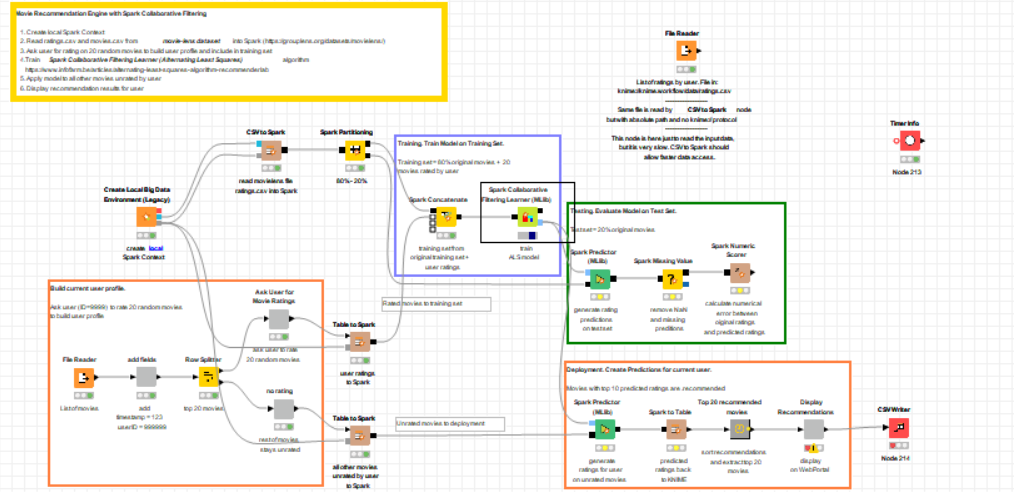 Movie Recommendation Engine with Spark Collaborative Filtering
1. Create local Spark Context
2. Read ratings.csv and movies.csv from movie-lens dataset into Spark (https://grouplens.org/datasets/movielens/)
3. Ask user for rating on 20 random movies to build user profile and include in training set
4.Train Spark Collaborative Filtering Learner (Alternating Least Squares) algorithm
5. Apply model to all other movies unrated by user
6. Display recommendation results for user
File Reader
List of ratings by user. File in:
knime://knime.workflow/data/ratings.csv
Same file is read by CSV to Spark node
but with absolute path and no knime:// protocol
This node is here just to read the input data,
but it is very slow. CSV to Spark should
allow faster data access.
Timer Info
Node 213
CSV to Spark
read movielens file
ratings.csv into Spark
Spark Partitioning
80%- 20%
Create Local Big Data
Environment (Legacy)
create local
Spark Context
Training. Train Model on Training Set.
Training set = 80% original movies + 20
movies rated by user
Spark Concatenate
training set from
original training set +
user ratings
Spark Collaborative
Filtering Learner (MLlib)
train
ALS model
Testing. Evaluate Model on Test Set.
Test set = 20% original movies
Spark Predictor
(MLlib)
generate rating
predictions
on test set
Spark Missing Value
remove NaN
and missing
preditions
Spark Numeric
Scorer
calculate numerical
error between
original ratings
and predicted ratings
Build current user profile.
Ask user (ID=9999) to rate 20 random movies
to build user profile
File Reader
List of movies
add fields
add
timestamp = 123
userID = 999999
Row Splitter
top 20 movies
Ask User for
Movie Ratings
ask user to rate
20 random movies
no rating
rest of movies
stays unrated
Table to Spark
user ratings
to Spark
Rated movies to training set
Table to Spark
all other movies
unrated by user
to Spark
Unrated movies to deployment
Deployment. Create Predictions for current user.
Movies with top 10 predicted ratings are recommended
Spark Predictor
(MLlib)
generate
ratings for user
on unrated movies
Spark to Table
predicted
ratings back
to KNIME
Top 20 recommended
movies
sort recommendations
and extract top 20
movies
Display
Recommendations
display
on WebPortal
CSV Writer
Node 214